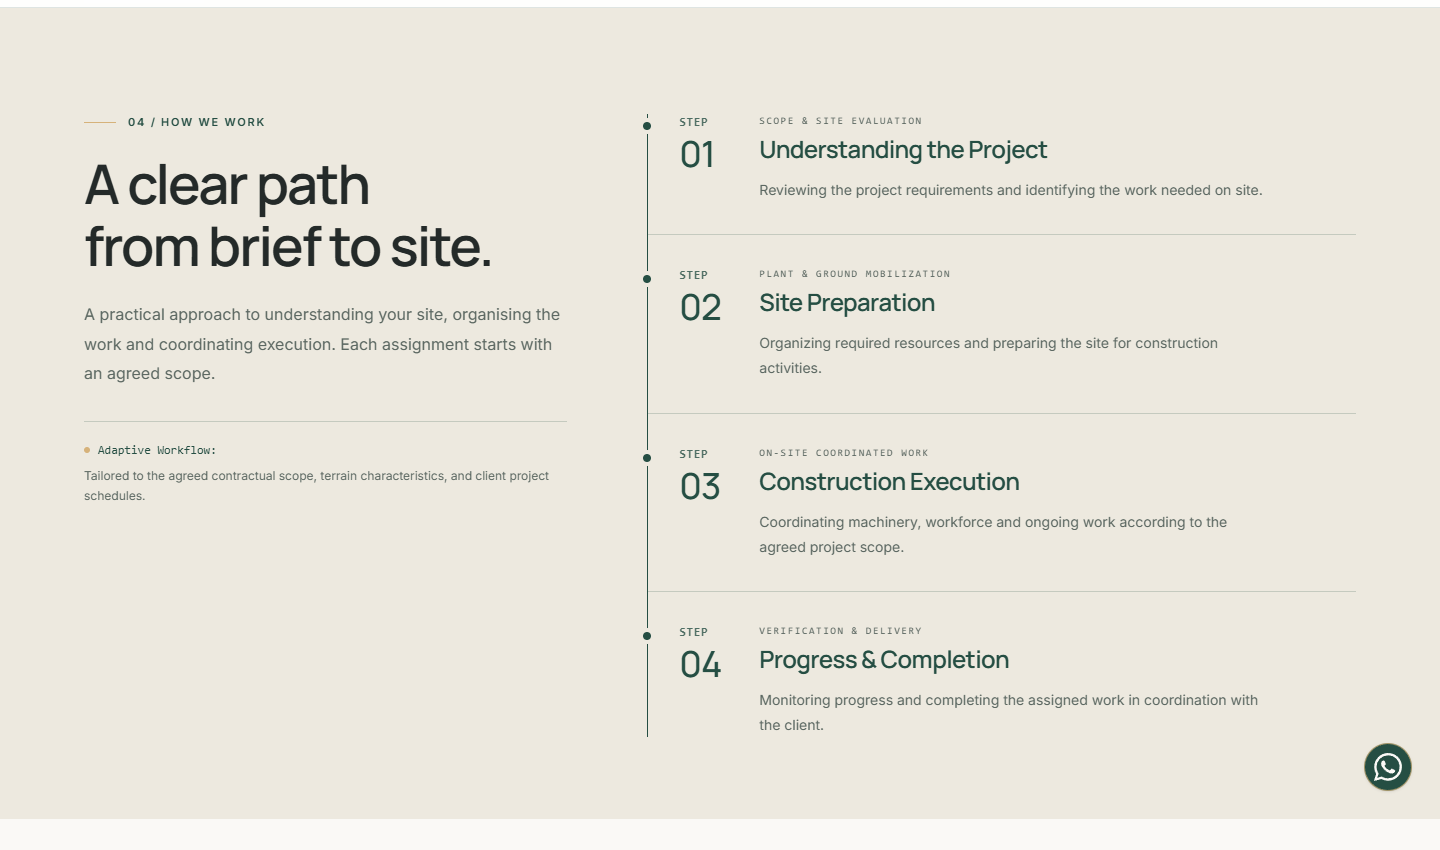 04 / HOW WE WORK
A clear path
from brief to site.
A practical approach to understanding your site, organising the
work and coordinating execution. Each assignment starts with
an agreed scope.
Adaptive Workflow:
Tailored to the agreed contractual scope, terrain characteristics, and client project
schedules.
STEP
01
SCOPE & SITE EVALUATION
Understanding the Project
Reviewing the project requirements and identifying the work needed on site.
STEP
02
PLANT & GROUND MOBILIZATION
Site Preparation
Organizing required resources and preparing the site for construction
activities.
STEP
03
ON-SITE COORDINATED WORK
Construction Execution
Coordinating machinery, workforce and ongoing work according to the
agreed project scope.
STEP
04
VERIFICATION & DELIVERY
Progress & Completion
Monitoring progress and completing the assigned work in coordination with
the client.